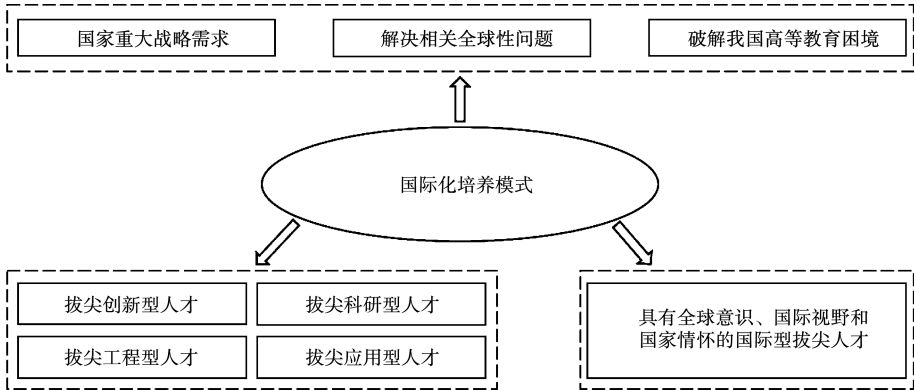 国家重大战略需求
解决相关全球性问题
破解我国高等教育困境
国际化培养模式
拔尖创新型人才
拔尖科研型人才
拔尖工程型人才
拔尖应用型人才
具有全球意识、国际视野和
国家情怀的国际型拔尖人才